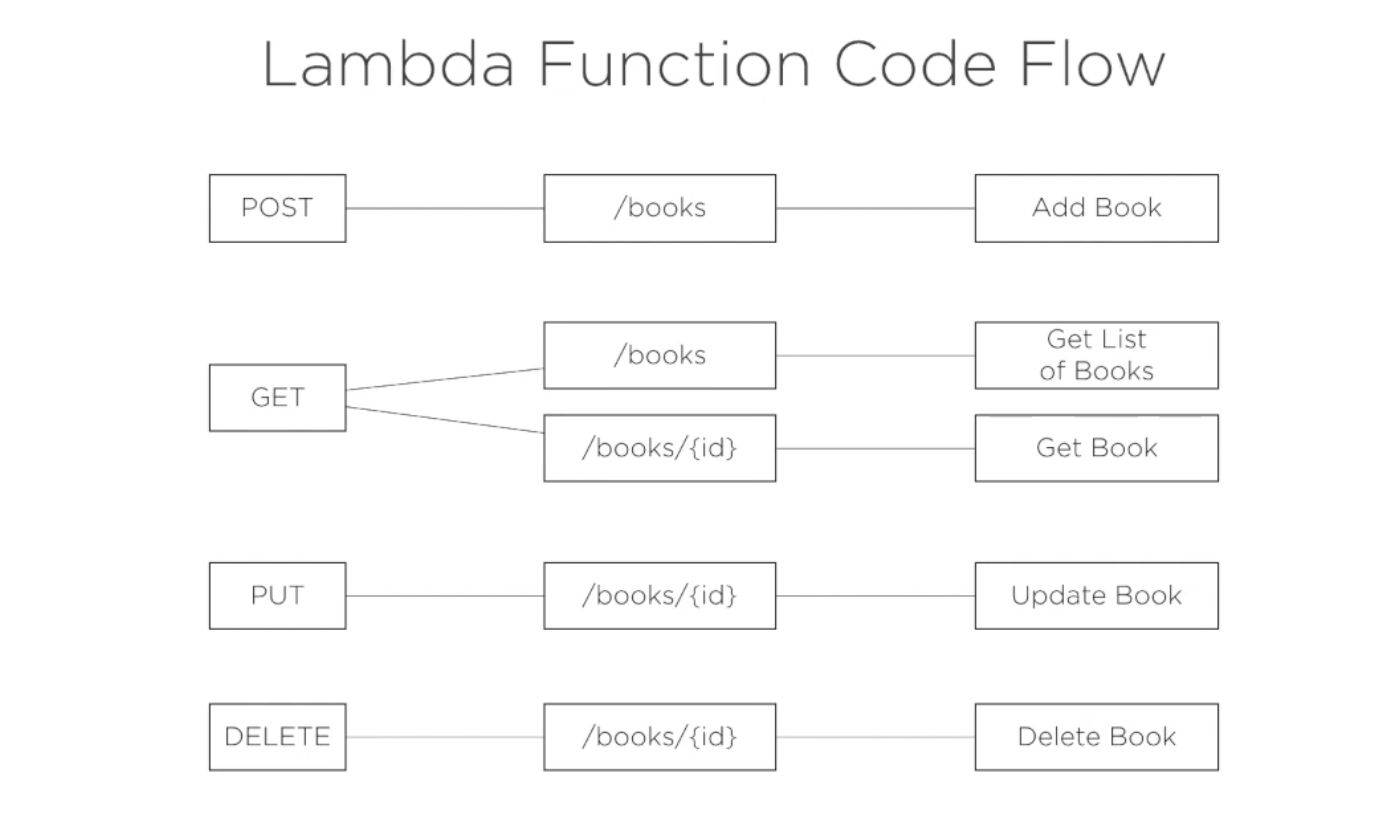 Lambda Function Code Flow
POST
/books
Add Book
GET
/books
Get List
of Books
/books/{id}
Get Book
PUT
/books/{id}
Update Book
DELETE
/books/{id}
Delete Book